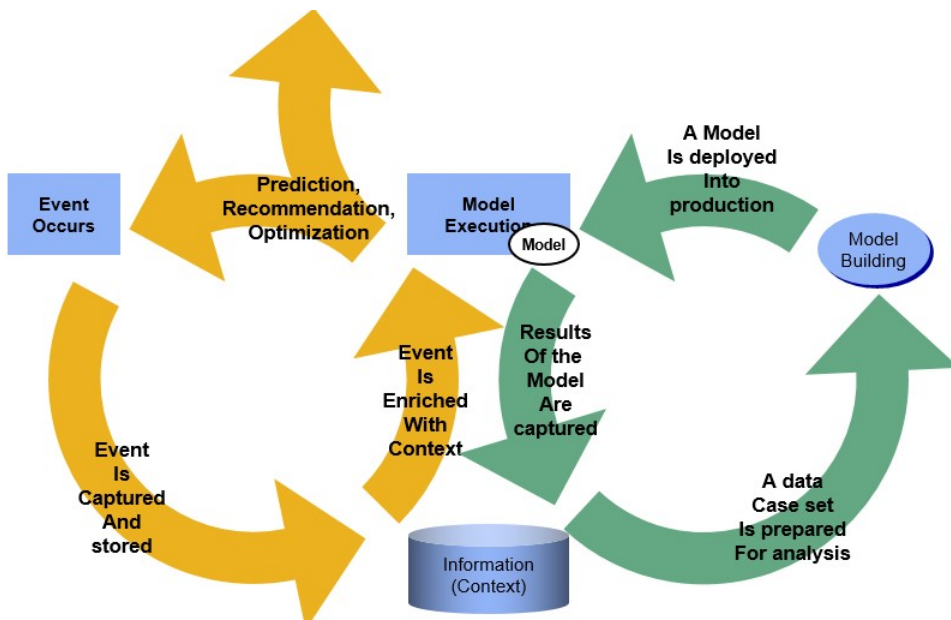 Event
Occurs
Prediction,
Recommendation,
Optimization
Model
Execution
Model
A Model
Is deployed
Into
production
Model
Building
Event
Is
Captured
And
stored
Event
Is
Enriched
With
Context
Results
Of the
Model
Are
captured
A data
Case set
Is prepared
For analysis
Information
(Context)